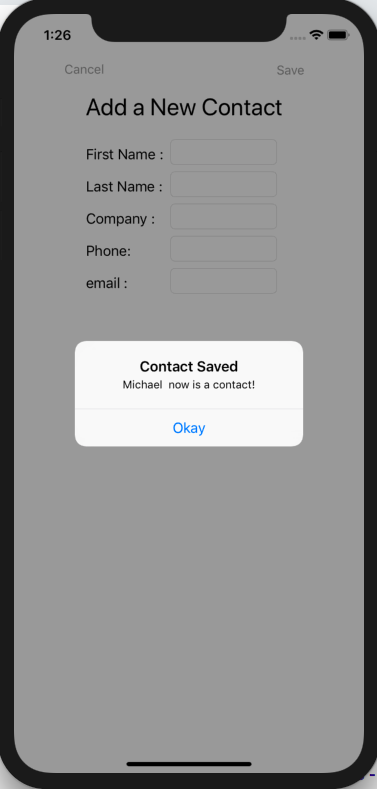 1:26
Cancel Save
Add a New Contact
First Name :
Last Name :
Company :
Phone:
email :
Contact Saved
Michael  now is a contact!
Okay